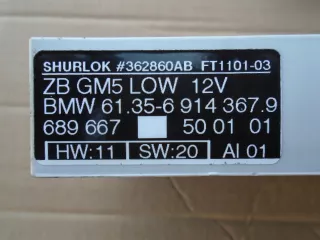 SHURLOK #362860AB FT1101-03
ZB GM5 LOW 12V
BMW 61.35-6 914 367.9
689 667 50 01 01
HW:11 SW:20 AI 01